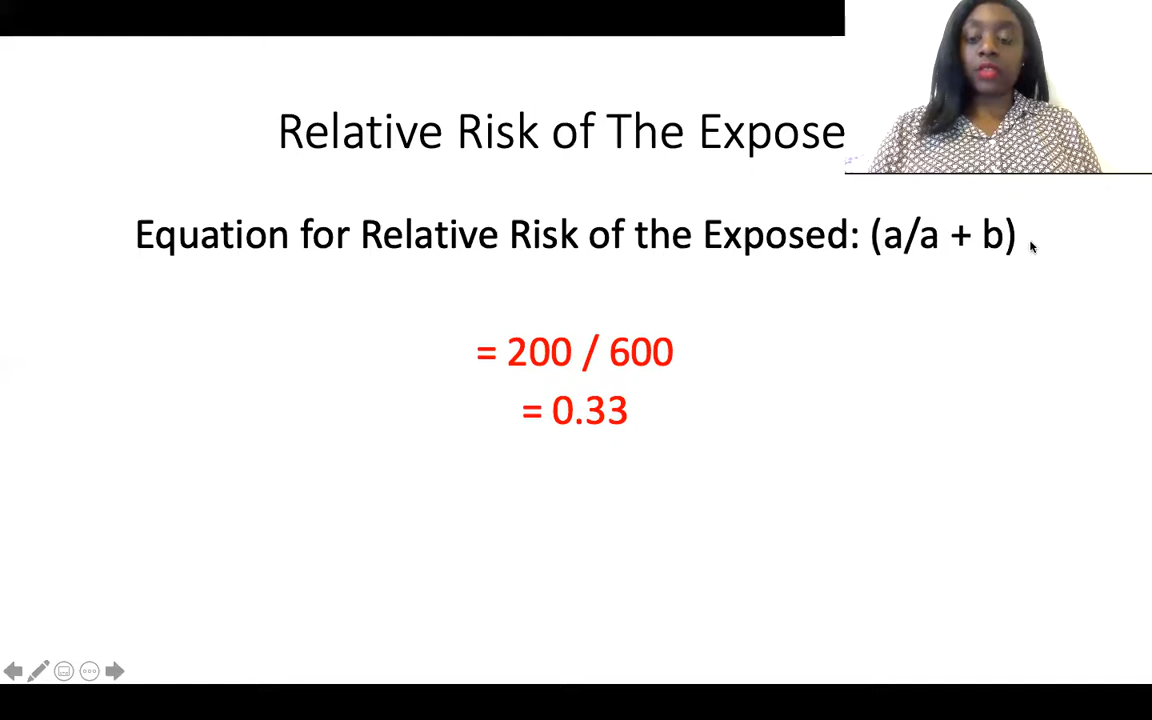 Relative Risk of The Expose
Equation for Relative Risk of the Exposed: (a/a + b)
= 200 / 600
= 0.33